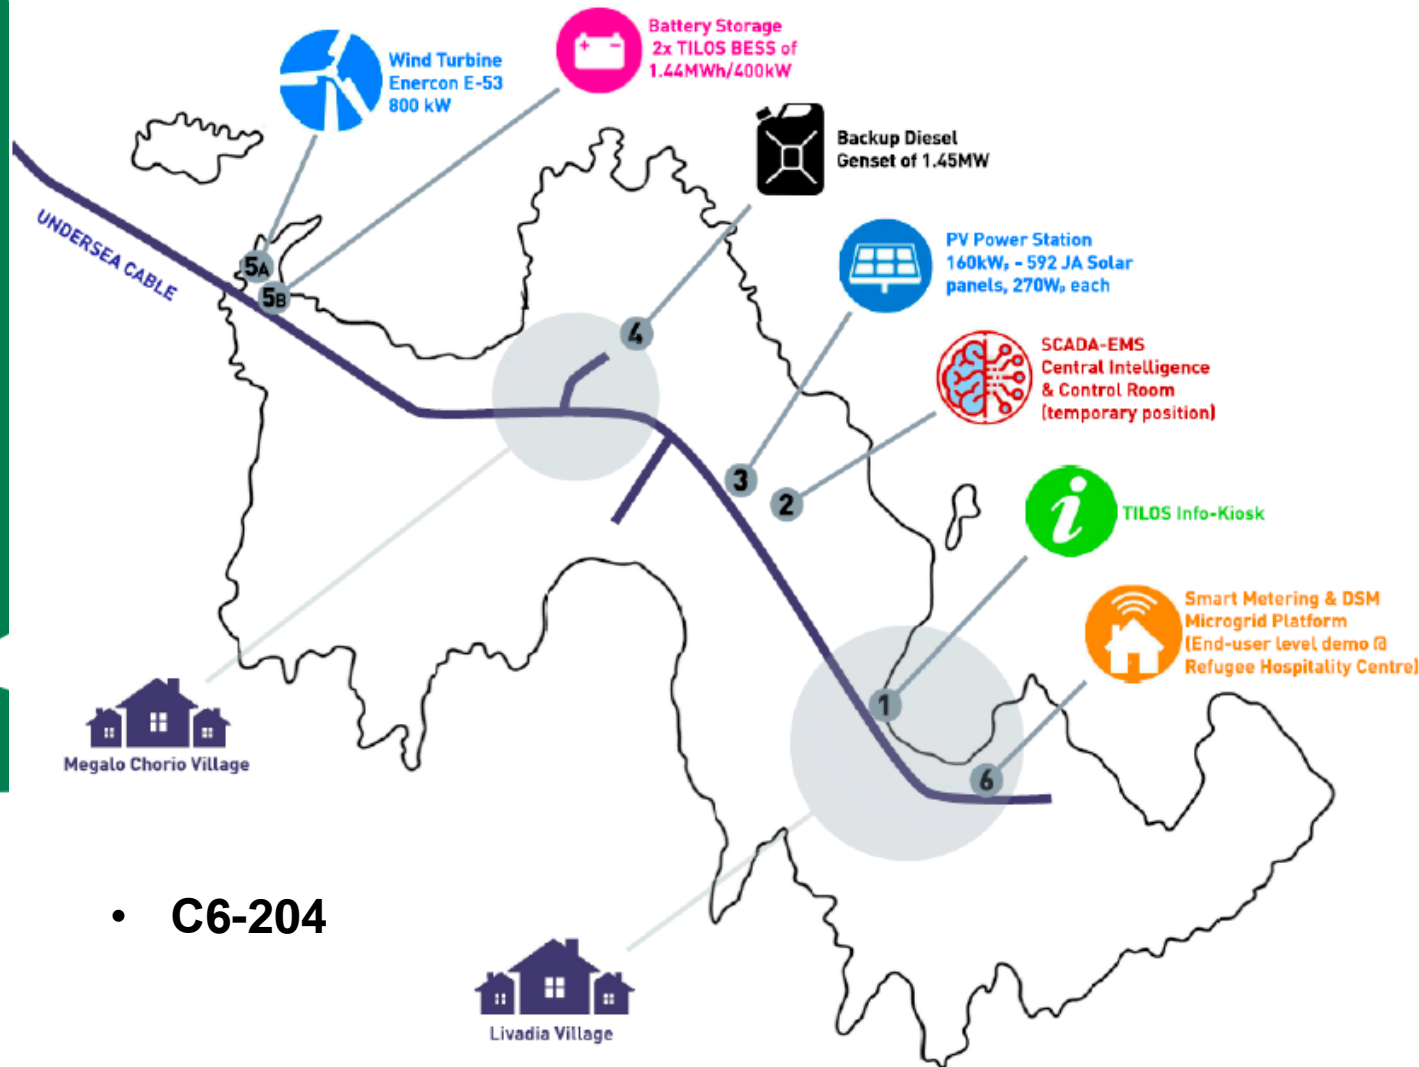 Battery Storage
2x TILOS BESS of
1.44MWh/400kW
Wind Turbine
Enercon E-53
800 kW
Backup Diesel
Genset of 1.45MW
UNDERSEA CABLE
PV Power Station
160kWₚ - 592 JA Solar
panels, 270Wₚ each
5A
5B
4
SCADA-EMS
Central Intelligence
& Control Room
(temporary position)
3
2
TILOS Info-Kiosk
Smart Metering & DSM
Microgrid Platform
(End-user level demo @
Refugee Hospitality Centre)
1
6
Megalo Chorio Village
• C6-204
Livadia Village